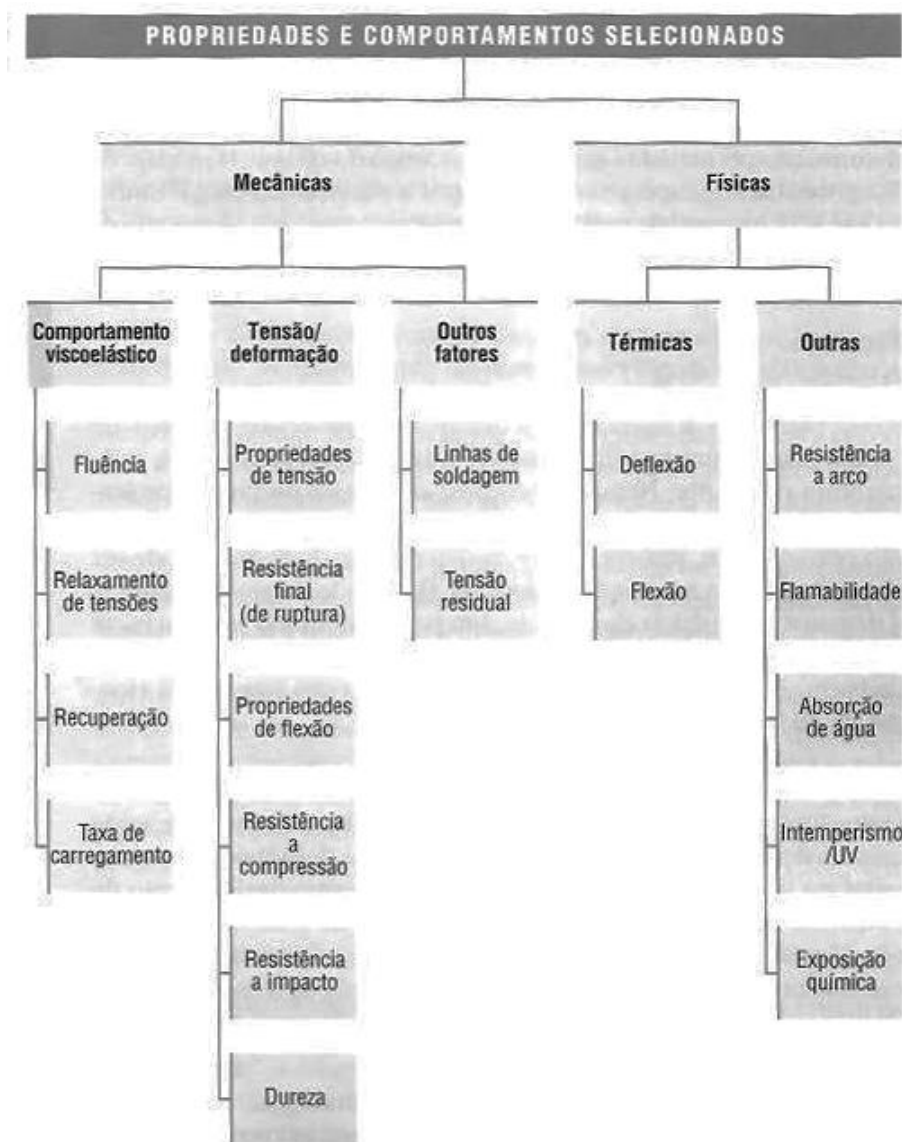 PROPRIEDADES E COMPORTAMENTOS SELECIONADOS
Mecânicas
Físicas
Comportamento
viscoelástico
Fluência
Relaxamento
de tensões
Recuperação
Taxa de
carregamento
Tensão/
deformação
Propriedades
de tensão
Resistência
final
(de ruptura)
Propriedades
de flexão
Resistência
a
compressão
Resistência
a impacto
Dureza
Outros
fatores
Linhas de
soldagem
Tensão
residual
Térmicas
Deflexão
Flexão
Outras
Resistência
a arco
Flamabilidade
Absorção
de água
Intemperismo
/UV
Exposição
química